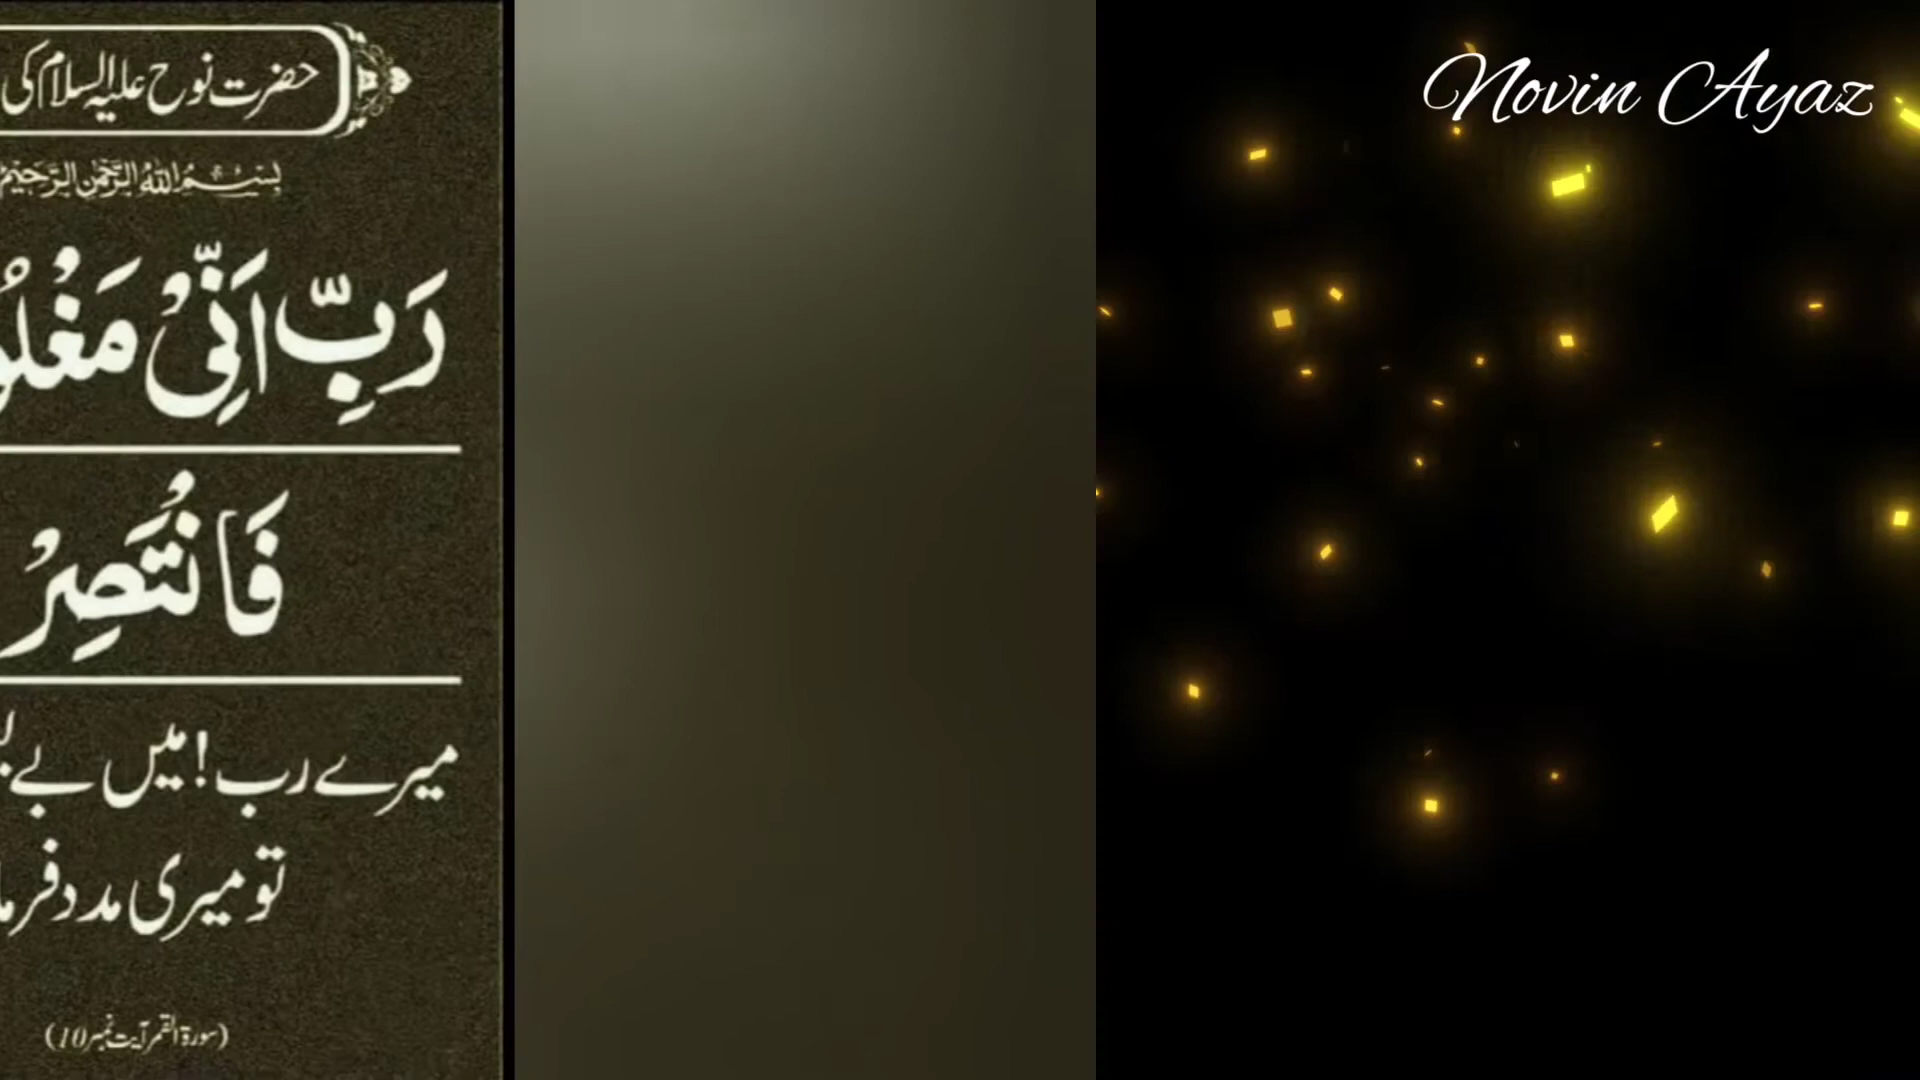 حضرت نوح علیہ السلام کی
بِسْمِ اللهِ الرَّحْمٰنِ الرَّحِيْمِ
رَبِّ اَنِّیْ
فَانْتَصِرْ
میرے رب! میں
تو میری مدد
(سورۃ القمر آیت نمبر 10)
Novin Ayaz